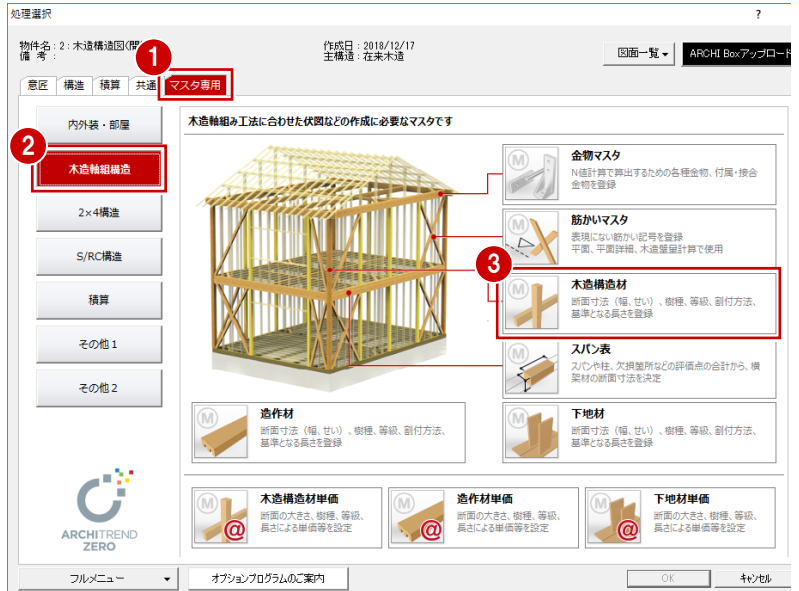 処理選択
?
物件名:2:木造構造図(
作成日:2018/12/17
備 考:
主構造:在来木造
図面一覧
ARCHI Boxアップロード
1
意匠
構造
積算
共通
マスタ専用
2
内外装・部屋
木造軸組構造
2×4構造
S/RC構造
積算
その他1
その他2
木造軸組み工法に合わせた伏図などの作成に必要なマスタです
M
金物マスタ
N値計算で算出するための各種金物、付属・接合
金物を登録
M
筋かいマスタ
表現にない筋かい記号を登録
平面、平面詳細、木造壁量計算で使用
3
M
木造構造材
断面寸法(幅、せい)、樹種、等級、割付方法、
基準となる長さを登録
M
スパン表
スパンや柱、欠損箇所などの評価点の合計から、横
架材の断面寸法を決定
M
造作材
断面寸法(幅、せい)、樹種、等級、割付方法、
基準となる長さを登録
M
下地材
断面寸法(幅、せい)、樹種、等級、割付方法、
基準となる長さを登録
M
@
木造構造材単価
断面の大きさ、樹種、等級、
長さによる単価等を設定
M
@
造作材単価
断面の大きさ、樹種、等級、
長さによる単価等を設定
M
@
下地材単価
断面の大きさ、樹種、等級、
長さによる単価等を設定
ARCHITREND
ZERO
フルメニュー
オプションプログラムのご案内
OK
キャンセル